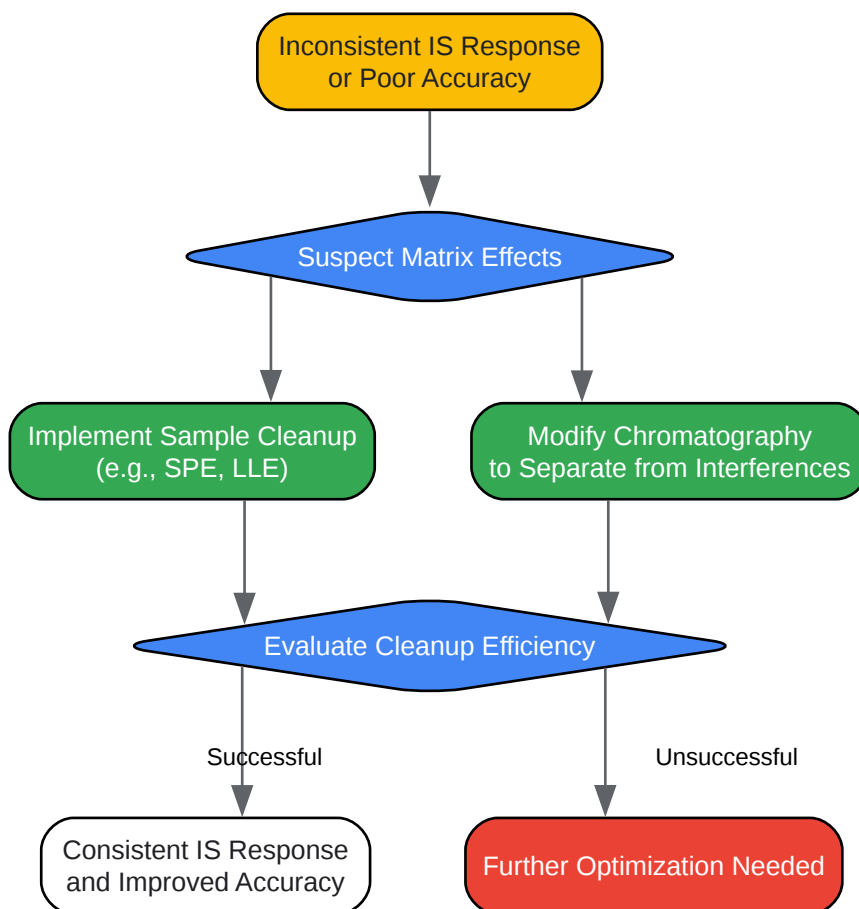 Inconsistent IS Response
or Poor Accuracy
Suspect Matrix Effects
Implement Sample Cleanup
(e.g., SPE, LLE)
Modify Chromatography
to Separate from Interferences
Evaluate Cleanup Efficiency
Successful
Unsuccessful
Consistent IS Response
and Improved Accuracy
Further Optimization Needed